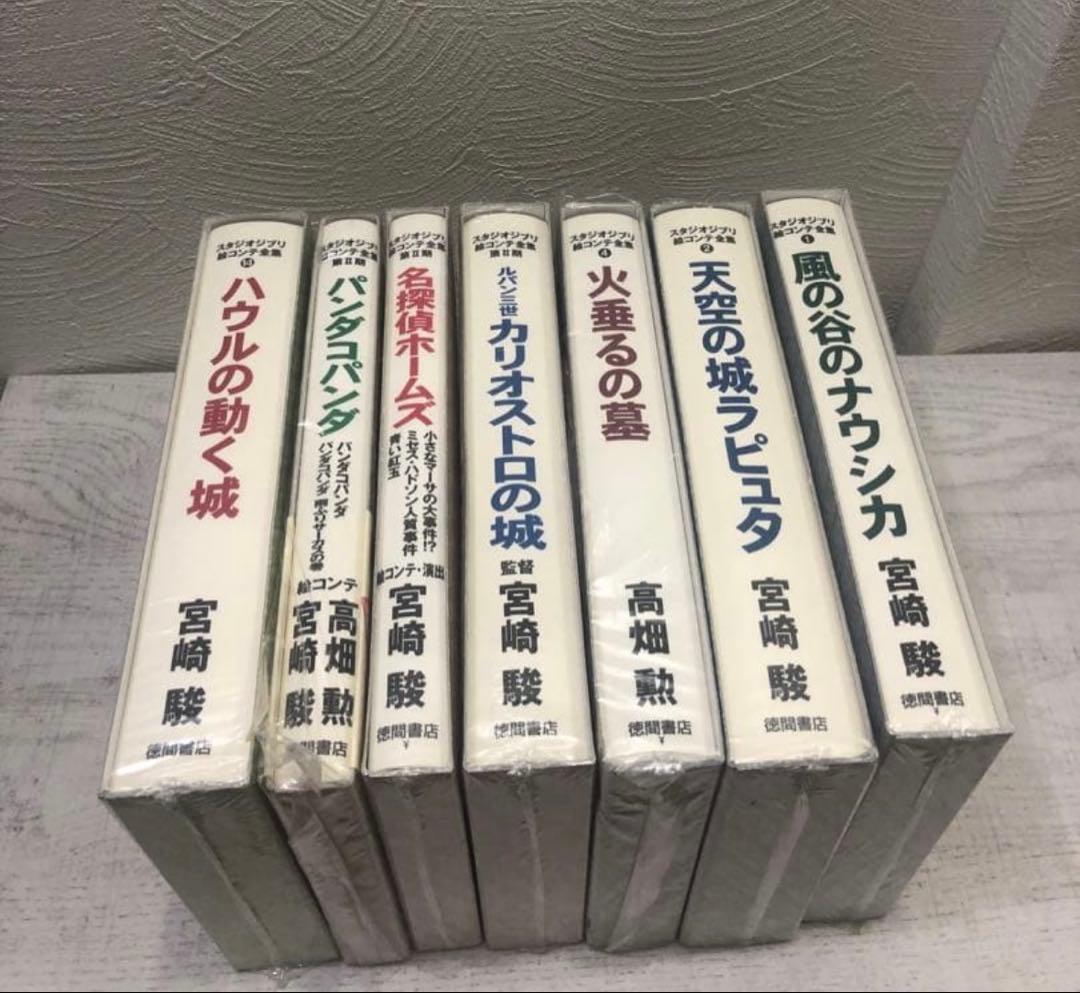 スタジオジブリ
絵コンテ全集
14
ハウルの動く城
宮崎駿
徳間書店
スタジオジブリ
絵コンテ全集
第Ⅱ期
パンダコパンダ
パンダコパンダ
パンダコパンダ 雨ふりサーカスの巻
絵コンテ
高畑勲
宮崎駿
間書店
スタジオジブリ
絵コンテ全集
第Ⅱ期
名探偵ホームズ
小さなマーサの大事件!?
ミセス・ハドソン人質事件
青い紅玉
絵コンテ・演出
宮崎駿
徳間書店
¥
スタジオジブリ
絵コンテ全集
第Ⅱ期
ルパン三世
カリオストロの城
監督
宮崎駿
徳間書店
スタジオジブリ
絵コンテ全集
4
火垂るの墓
高畑勲
徳間書店
¥
スタジオジブリ
絵コンテ全集
2
天空の城ラピュタ
宮崎駿
徳間書店
スタジオジブリ
絵コンテ全集
1
風の谷のナウシカ
宮崎駿
徳間書店
¥